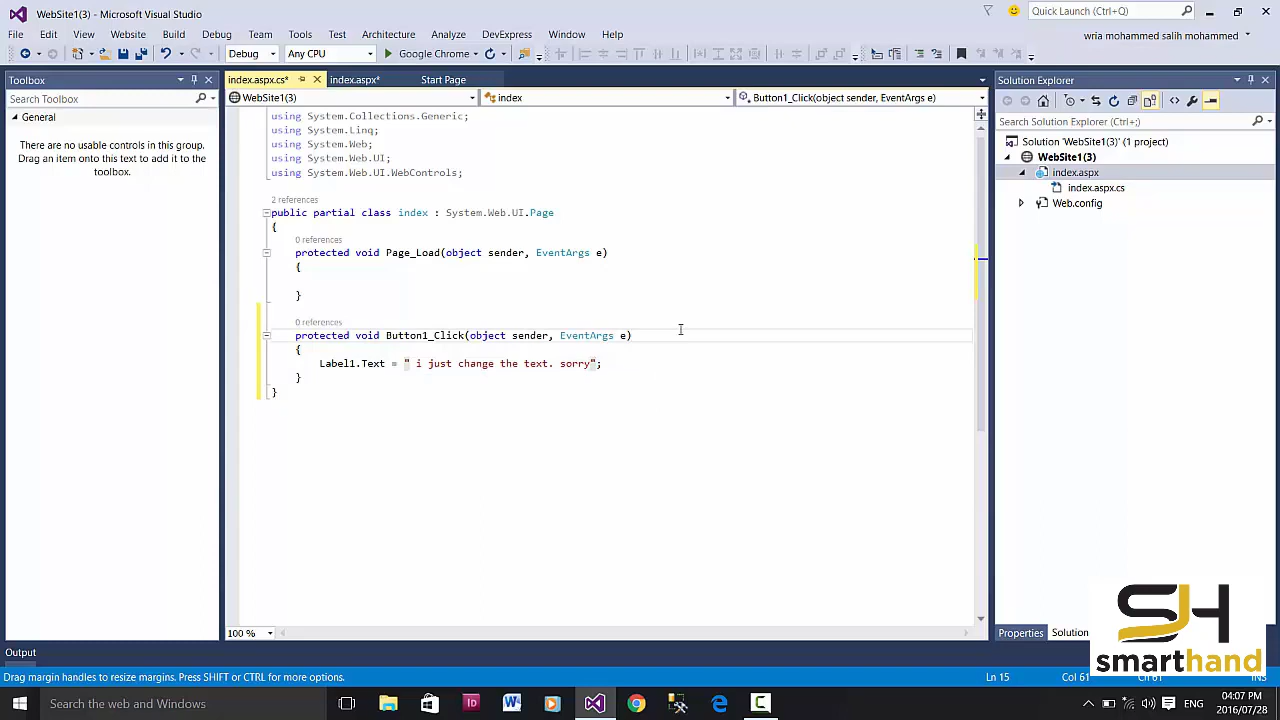 WebSite1(3) - Microsoft Visual Studio
Quick Launch (Ctrl+Q)
File Edit View Website Build Debug Team Tools Test Architecture Analyze DevExpress Window Help
wria mohammed salih mohammed
Debug Any CPU Google Chrome
Toolbox
Search Toolbox
General
There are no usable controls in this group.
Drag an item onto this text to add it to the
toolbox.
index.aspx.cs* index.aspx* Start Page
WebSite1(3) index Button1_Click(object sender, EventArgs e)
using System.Collections.Generic;
using System.Linq;
using System.Web;
using System.Web.UI;
using System.Web.UI.WebControls;
2 references
public partial class index : System.Web.UI.Page
{
0 references
protected void Page_Load(object sender, EventArgs e)
{
}
0 references
protected void Button1_Click(object sender, EventArgs e)
{
Label1.Text = " i just change the text. sorry";
}
}
100 %
Solution Explorer
Search Solution Explorer (Ctrl+;)
Solution 'WebSite1(3)' (1 project)
WebSite1(3)
index.aspx
index.aspx.cs
Web.config
Properties
SH
smarthand
Output
Drag margin handles to resize margins. Press SHIFT or CTRL for more options.
Ln 15
Search the web and Windows
ENG
04:07 PM
2016/07/28